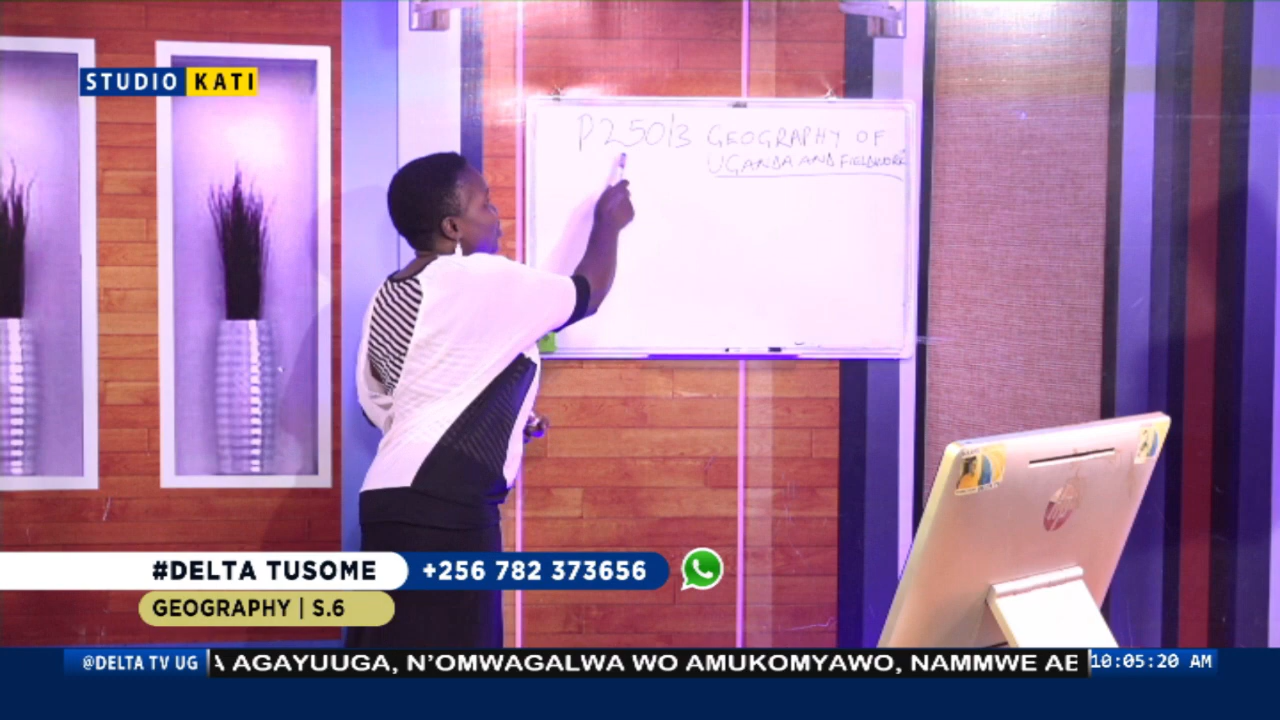 STUDIO KATI
P250/3 GEOGRAPHY OF
UGANDA AND FIELDWORK
#DELTA TUSOME +256 782 373656
GEOGRAPHY | S.6
@DELTA TV UG A AGAYUUGA, N'OMWAGALWA WO AMUKOMYAWO, NAMMWE AB 10:05:20 AM